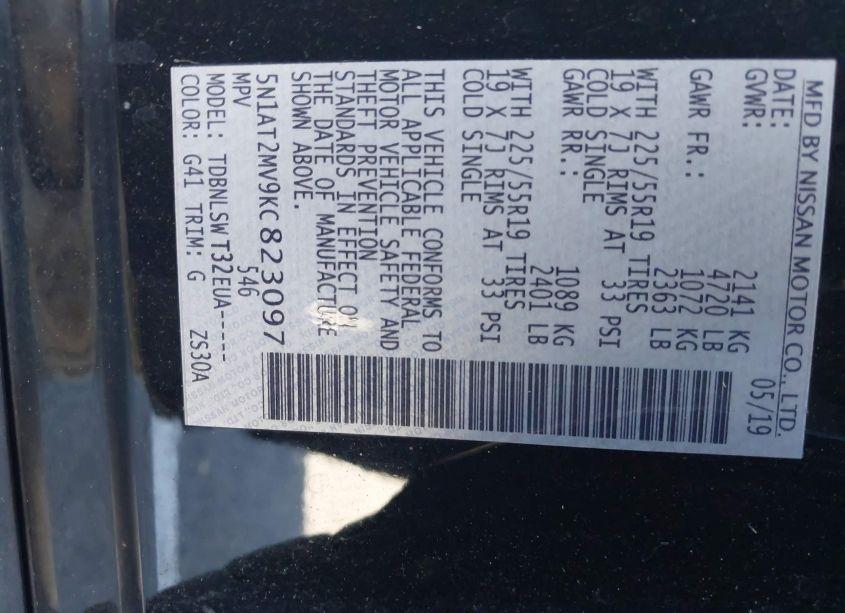 MFD BY NISSAN MOTOR CO., LTD.
DATE: 05/19
GVWR: 2141 KG
4720 LB
GAWR FR.: 1072 KG
2363 LB
WITH 225/55R19 TIRES
19 X 7J RIMS AT 33 PSI
COLD SINGLE
GAWR RR.: 1089 KG
2401 LB
WITH 225/55R19 TIRES
19 X 7J RIMS AT 33 PSI
COLD SINGLE
THIS VEHICLE CONFORMS TO
ALL APPLICABLE FEDERAL
MOTOR VEHICLE SAFETY AND
THEFT PREVENTION
STANDARDS IN EFFECT ON
THE DATE OF MANUFACTURE
SHOWN ABOVE.
5N1AT2MV9KC823097
MPV 546
MODEL: TDBNLSWT32EUA-----
COLOR: G41 TRIM: G ZS30A